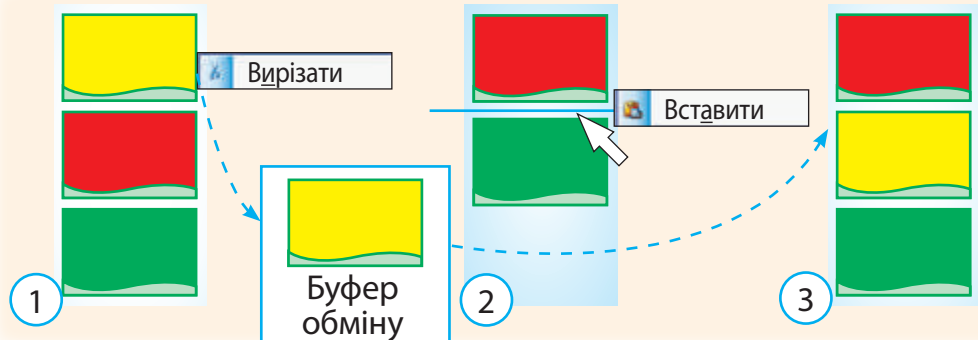 Вирізати
Вставити
Буфер
обміну
1
2
3